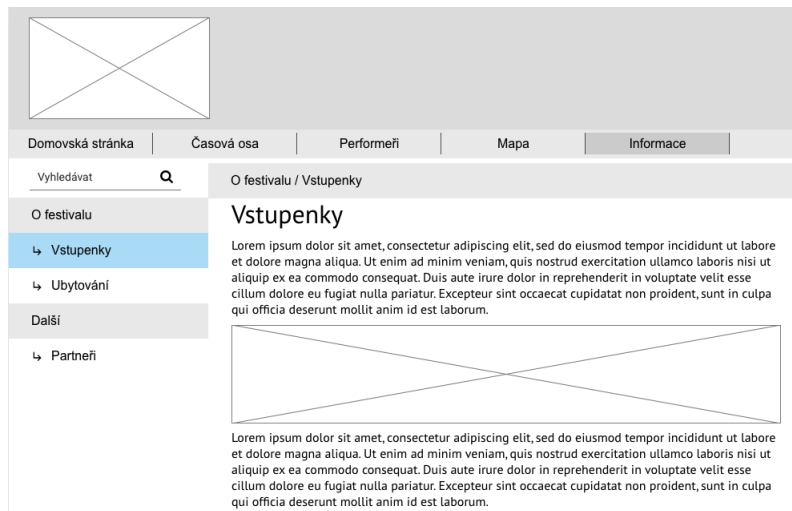 Domovská stránka
Časová osa
Performeři
Mapa
Informace
Vyhledávat
O festivalu
Vstupenky
Ubytování
Další
Partneři
O festivalu / Vstupenky
Vstupenky
Lorem ipsum dolor sit amet, consectetur adipiscing elit, sed do eiusmod tempor incididunt ut labore
et dolore magna aliqua. Ut enim ad minim veniam, quis nostrud exercitation ullamco laboris nisi ut
aliquip ex ea commodo consequat. Duis aute irure dolor in reprehenderit in voluptate velit esse
cillum dolore eu fugiat nulla pariatur. Excepteur sint occaecat cupidatat non proident, sunt in culpa
qui officia deserunt mollit anim id est laborum.
Lorem ipsum dolor sit amet, consectetur adipiscing elit, sed do eiusmod tempor incididunt ut labore
et dolore magna aliqua. Ut enim ad minim veniam, quis nostrud exercitation ullamco laboris nisi ut
aliquip ex ea commodo consequat. Duis aute irure dolor in reprehenderit in voluptate velit esse
cillum dolore eu fugiat nulla pariatur. Excepteur sint occaecat cupidatat non proident, sunt in culpa
qui officia deserunt mollit anim id est laborum.